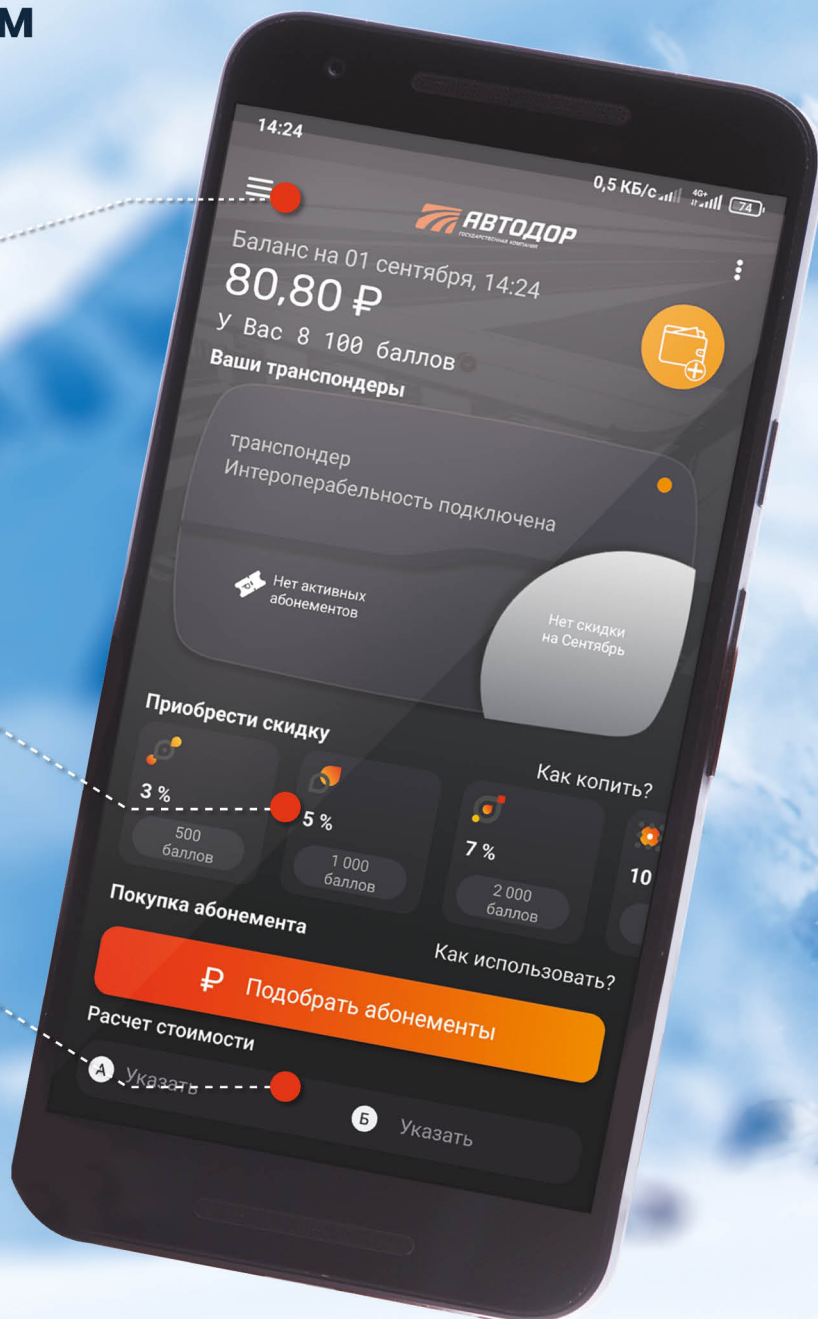 м
14:24
0,5 КБ/с 4G+ 74
АВТОДОР
ГОСУДАРСТВЕННАЯ КОМПАНИЯ
Баланс на 01 сентября, 14:24
80,80 ₽
У Вас 8 100 баллов
Ваши транспондеры
транспондер
Интероперабельность подключена
Нет активных
абонементов
Нет скидки
на Сентябрь
Приобрести скидку
Как копить?
3 %
500
баллов
5 %
1 000
баллов
7 %
2 000
баллов
10
Покупка абонемента
Как использовать?
₽ Подобрать абонементы
Расчет стоимости
А Указать
Б Указать